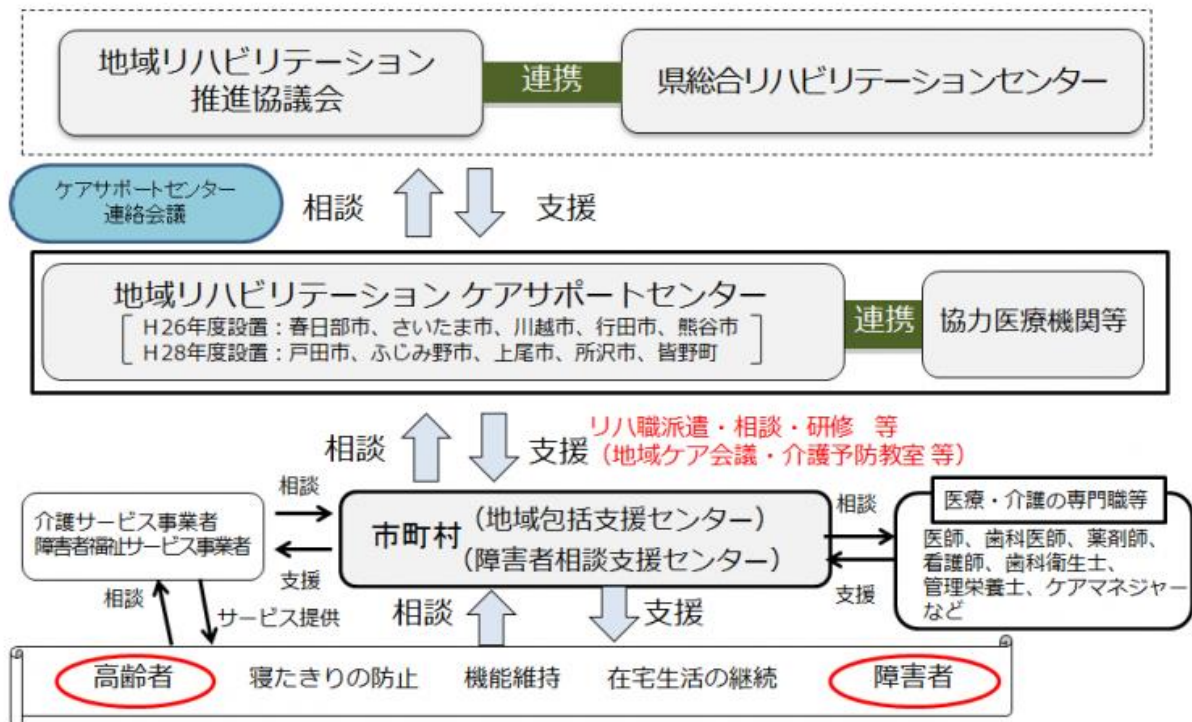 地域リハビリテーション
推進協議会
連携
県総合リハビリテーションセンター
ケアサポートセンター
連絡会議
相談
支援
地域リハビリテーション ケアサポートセンター
H26年度設置：春日部市、さいたま市、川越市、行田市、熊谷市
H28年度設置：戸田市、ふじみ野市、上尾市、所沢市、皆野町
連携
協力医療機関等
相談
支援
リハ職派遣・相談・研修 等
（地域ケア会議・介護予防教室 等）
介護サービス事業者
障害者福祉サービス事業者
相談
支援
市町村
（地域包括支援センター）
（障害者相談支援センター）
相談
支援
医療・介護の専門職等
医師、歯科医師、薬剤師、
看護師、歯科衛生士、
管理栄養士、ケアマネジャー
など
相談
サービス提供
相談
支援
高齢者
寝たきりの防止
機能維持
在宅生活の継続
障害者